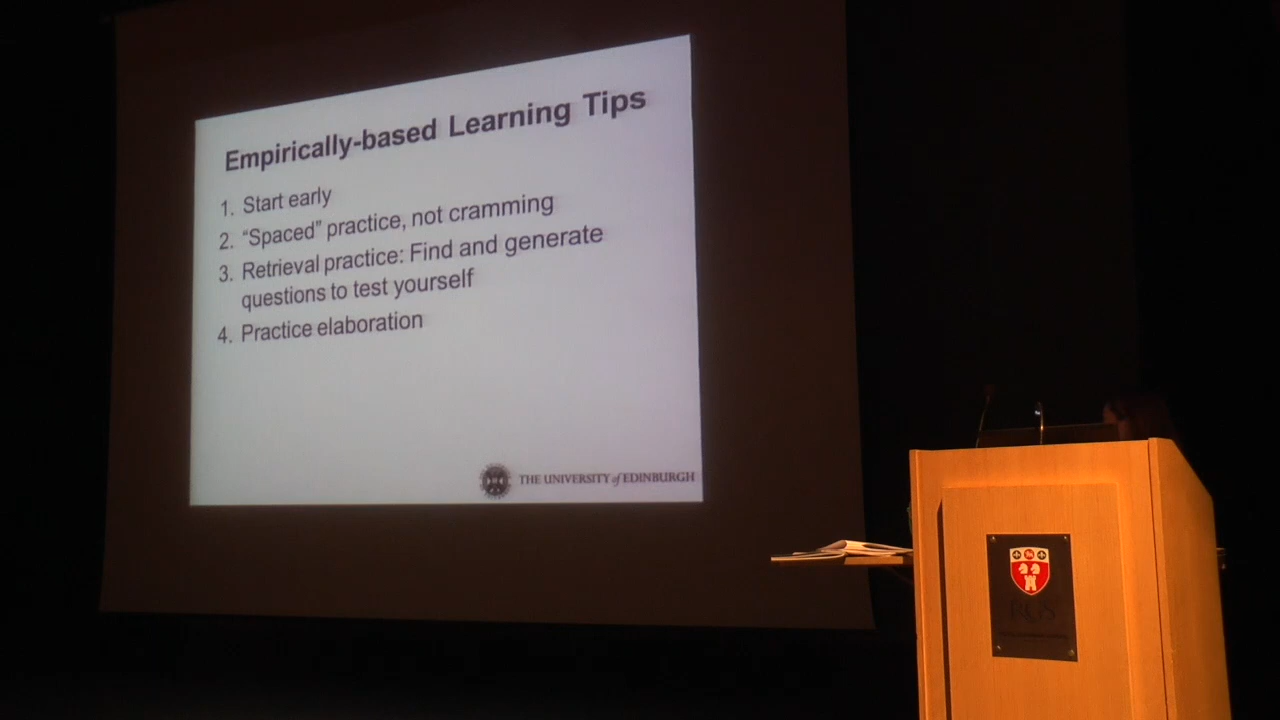 Empirically-based Learning Tips
1. Start early
2. “Spaced” practice, not cramming
3. Retrieval practice: Find and generate
questions to test yourself
4. Practice elaboration
THE UNIVERSITY of EDINBURGH
RGS